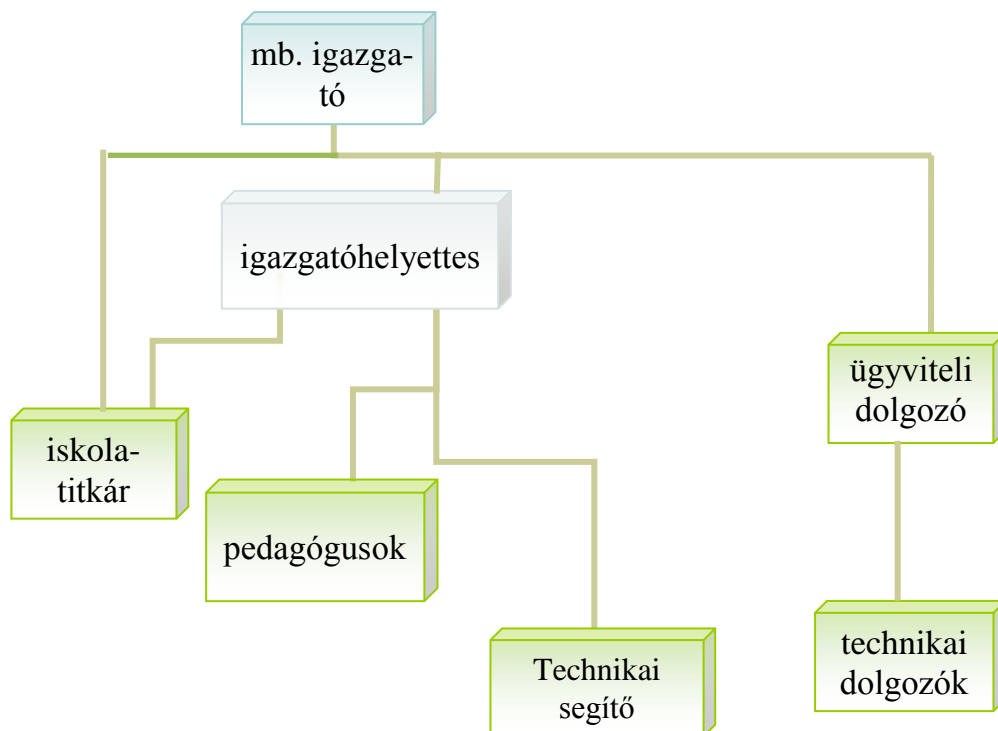 mb. igazga-
tó
igazgatóhelyettes
ügyviteli
dolgozó
iskola-
titkár
pedagógusok
Technikai
segítő
technikai
dolgozók